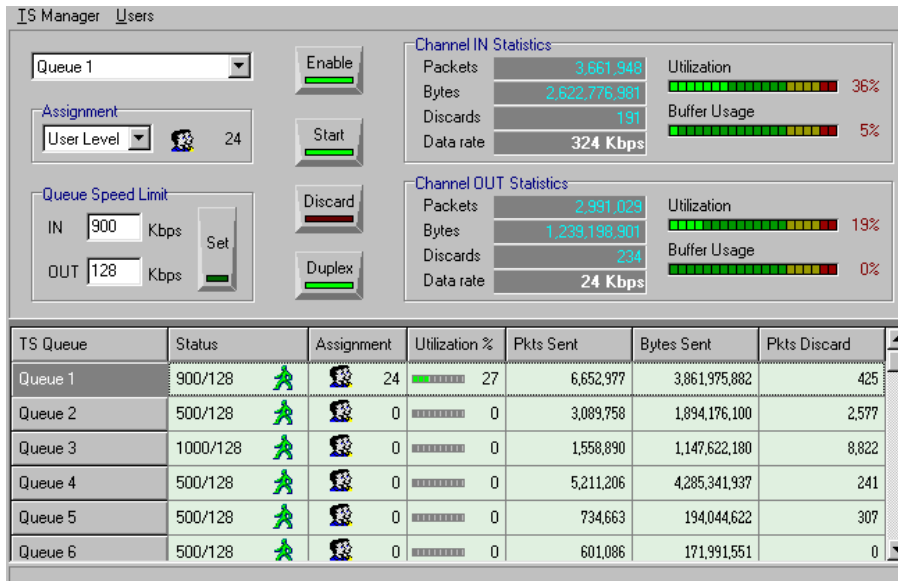 TS Manager Users
Queue 1
Assignment
User Level 24
Queue Speed Limit
IN 900 Kbps
OUT 128 Kbps
Set
Enable
Start
Discard
Duplex
Channel IN Statistics
Packets 3,661,948
Bytes 2,622,776,981
Discards 191
Data rate 324 Kbps
Utilization
36%
Buffer Usage
5%
Channel OUT Statistics
Packets 2,991,029
Bytes 1,239,198,901
Discards 234
Data rate 24 Kbps
Utilization
19%
Buffer Usage
0%
TS Queue Status Assignment Utilization % Pkts Sent Bytes Sent Pkts Discard
Queue 1 900/128 24 27 6,652,977 3,861,975,882 425
Queue 2 500/128 0 0 3,089,758 1,894,176,100 2,577
Queue 3 1000/128 0 0 1,558,890 1,147,622,180 8,822
Queue 4 500/128 0 0 5,211,206 4,285,341,937 241
Queue 5 500/128 0 0 734,663 194,044,622 307
Queue 6 500/128 0 0 601,086 171,991,551 0